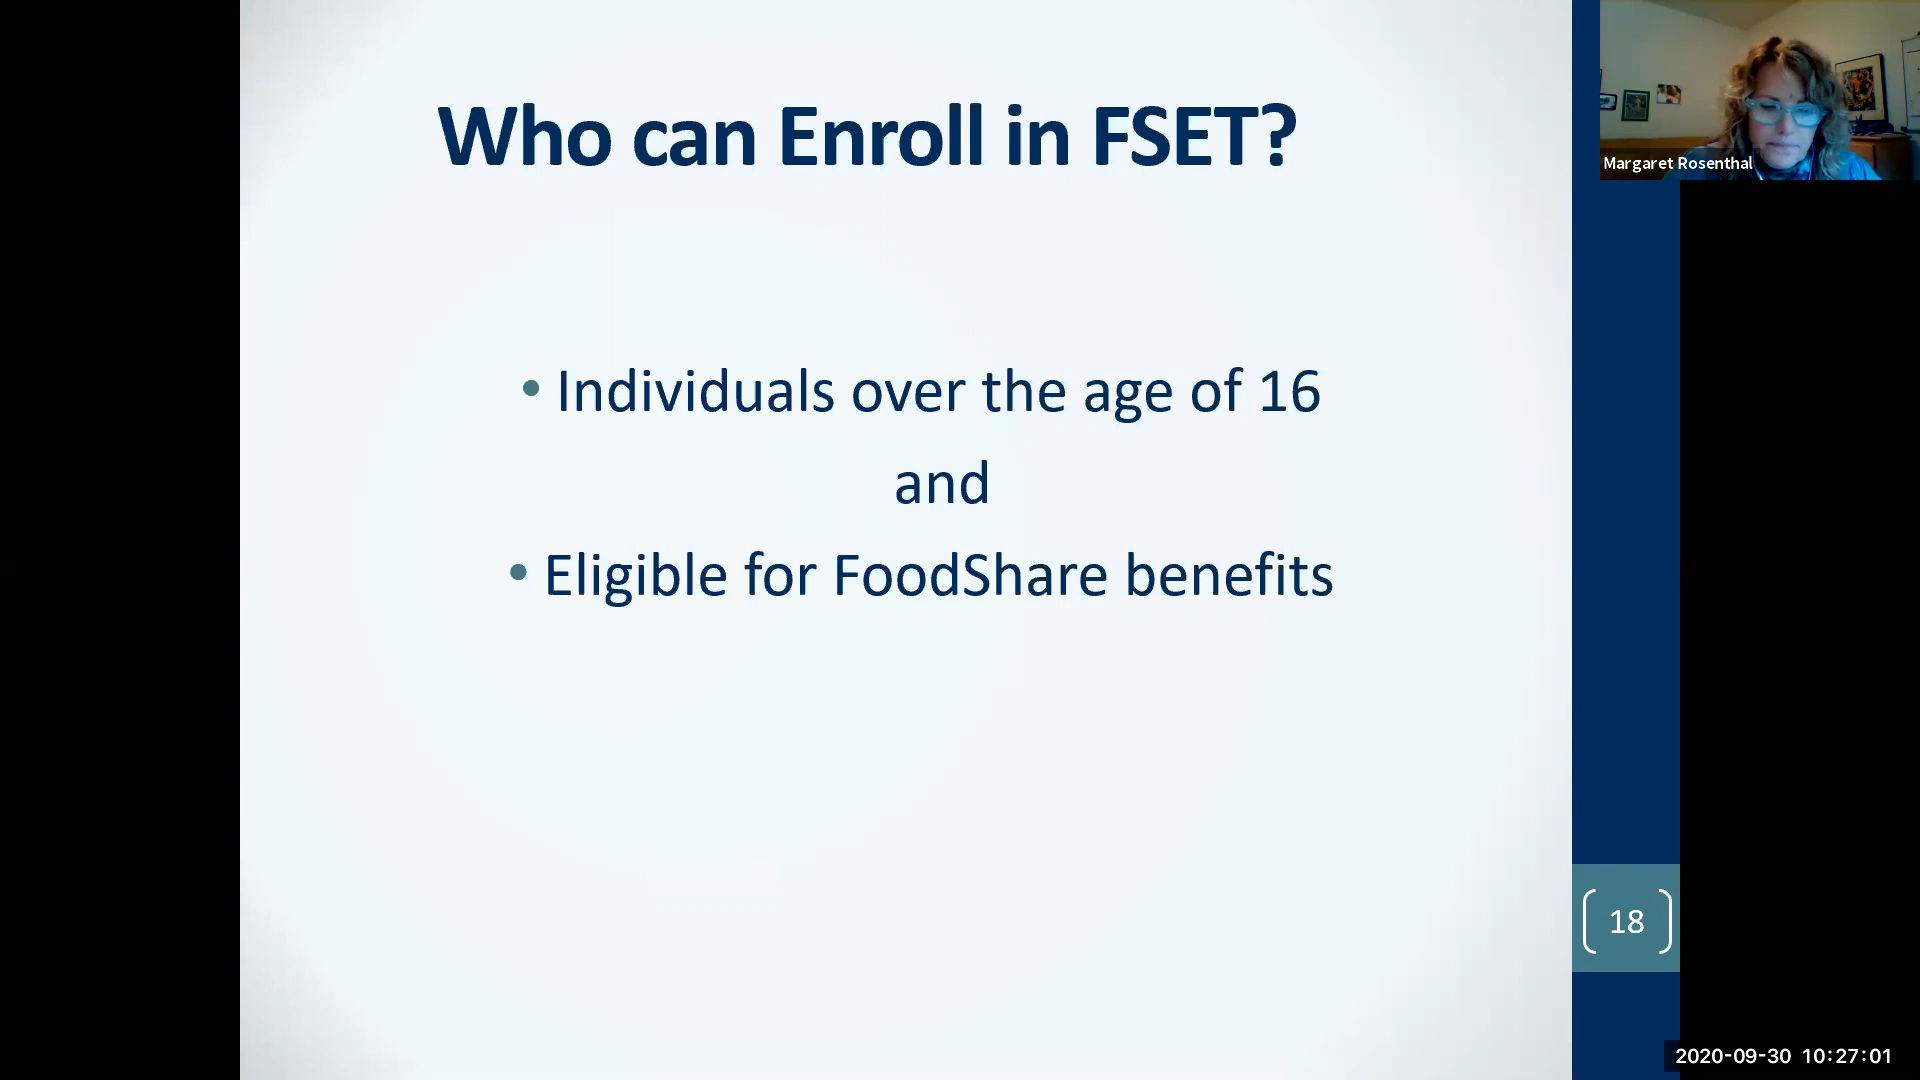 Who can Enroll in FSET?
Margaret Rosenthal
• Individuals over the age of 16
and
• Eligible for FoodShare benefits
18
2020-09-30 10:27:01